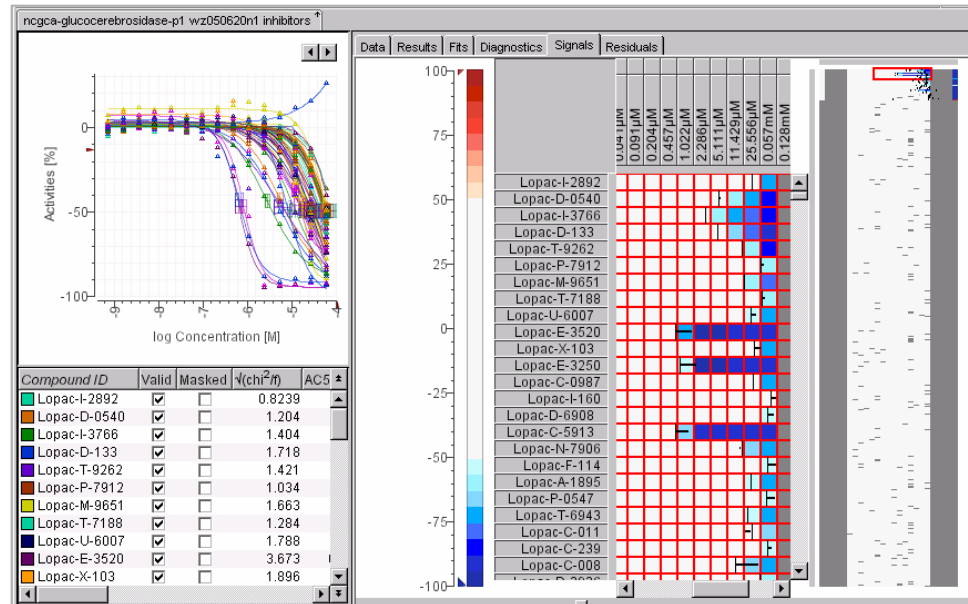 ncgca-glucocerebrosidase-p1 wz050620n1 inhibitors
Data Results Fits Diagnostics Signals Residuals
0
-50
-100
Activities [%]
-9 -8 -7 -6 -5 -4
log Concentration [M]
Compound ID Valid Masked √(chi²/f) AC5
Lopac-I-2892 0.8239
Lopac-D-0540 1.204
Lopac-I-3766 1.404
Lopac-D-133 1.718
Lopac-T-9262 1.421
Lopac-P-7912 1.034
Lopac-M-9651 1.663
Lopac-T-7188 1.284
Lopac-U-6007 1.788
Lopac-E-3520 3.673
Lopac-X-103 1.896
100
75
50
25
0
-25
-50
-75
-100
0.041µM 0.091µM 0.204µM 0.457µM 1.022µM 2.286µM 5.111µM 11.429µM 25.556µM 0.057mM 0.128mM
Lopac-I-2892
Lopac-D-0540
Lopac-I-3766
Lopac-D-133
Lopac-T-9262
Lopac-P-7912
Lopac-M-9651
Lopac-T-7188
Lopac-U-6007
Lopac-E-3520
Lopac-X-103
Lopac-E-3250
Lopac-C-0987
Lopac-I-160
Lopac-D-6908
Lopac-C-5913
Lopac-N-7906
Lopac-F-114
Lopac-A-1895
Lopac-P-0547
Lopac-T-6943
Lopac-C-011
Lopac-C-239
Lopac-C-008